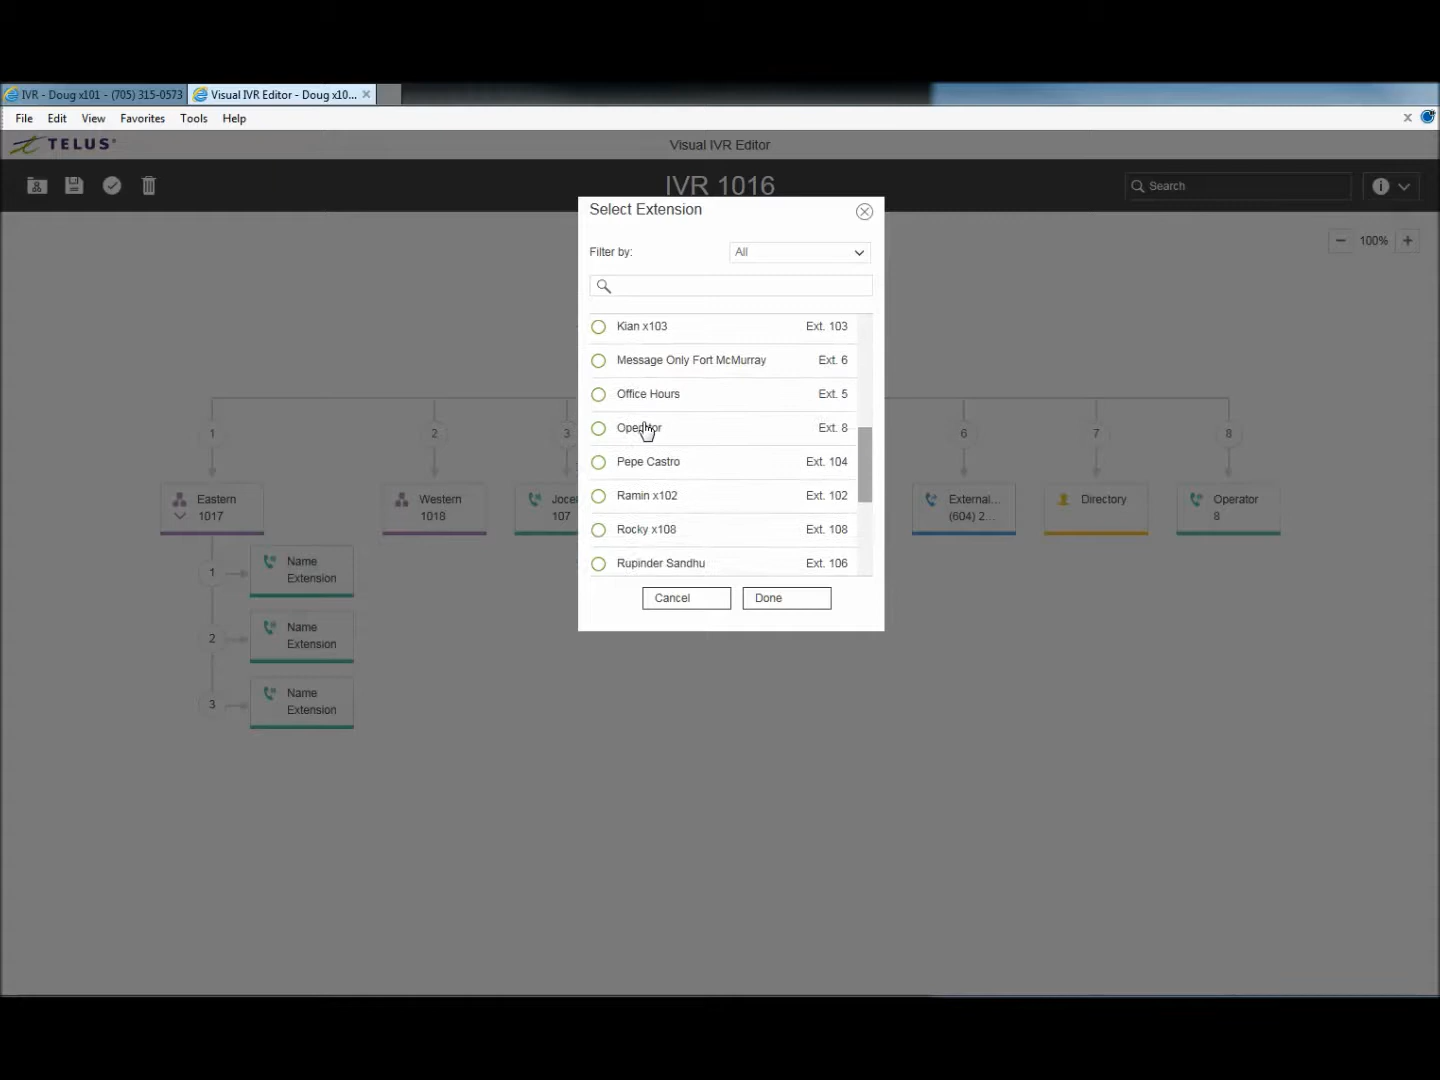 IVR - Doug x101 - (705) 315-0573
Visual IVR Editor - Doug x10...
File Edit View Favorites Tools Help
TELUS®
Visual IVR Editor
IVR 1016
Search
100%
Select Extension
Filter by:
All
Kian x103 Ext. 103
Message Only Fort McMurray Ext. 6
Office Hours Ext. 5
Operator Ext. 8
Pepe Castro Ext. 104
Ramin x102 Ext. 102
Rocky x108 Ext. 108
Rupinder Sandhu Ext. 106
Cancel Done
1 2 3 6 7 8
Eastern
1017
Western
1018
Jocel
107
External...
(604) 2...
Directory
Operator
8
1
Name
Extension
2
Name
Extension
3
Name
Extension